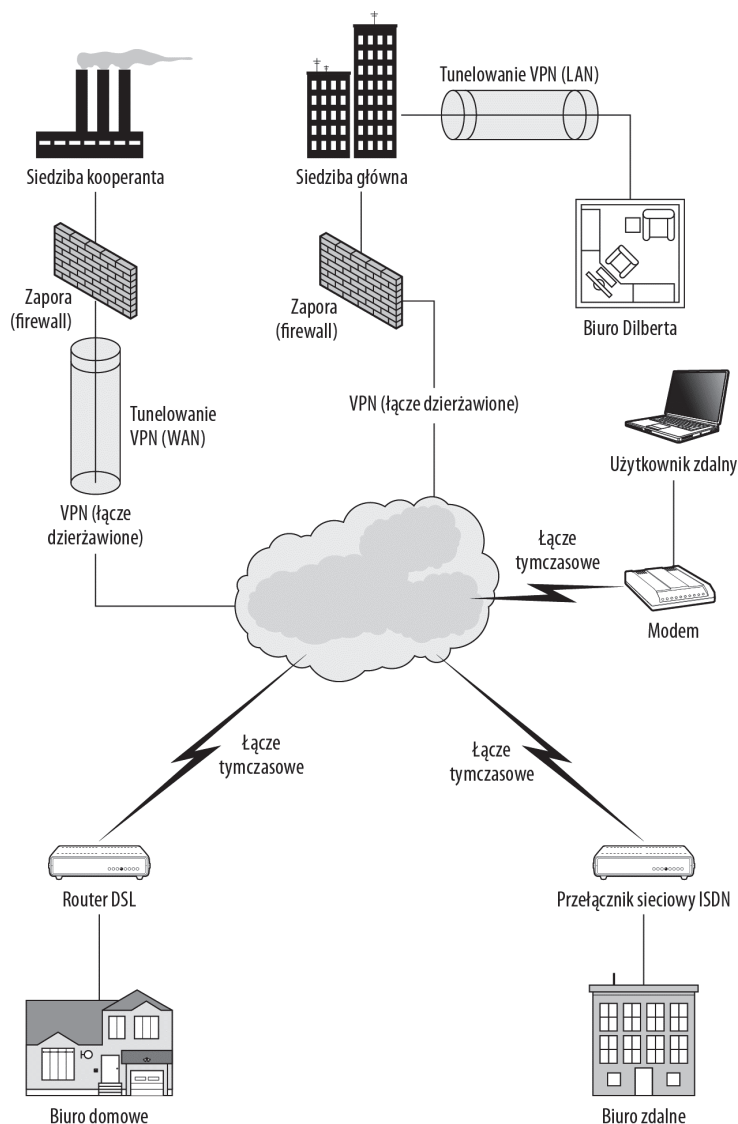 Tunelowanie VPN (LAN)
Siedziba kooperanta
Siedziba główna
Zapora
(firewall)
Zapora
(firewall)
Biuro Dilberta
Tunelowanie
VPN (WAN)
VPN (łącze dzierżawione)
Użytkownik zdalny
VPN (łącze
dzierżawione)
Łącze
tymczasowe
Modem
Łącze
tymczasowe
Łącze
tymczasowe
Router DSL
Przełącznik sieciowy ISDN
Biuro domowe
Biuro zdalne